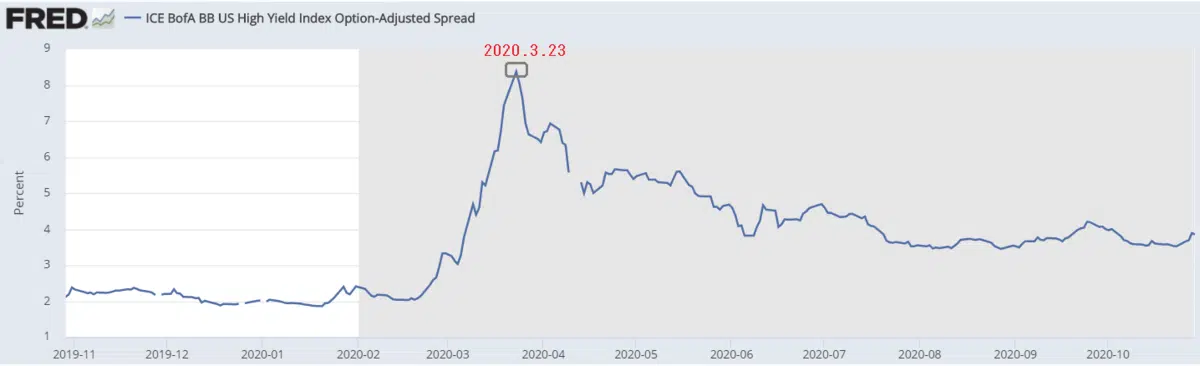 FRED
ICE BofA BB US High Yield Index Option-Adjusted Spread
2020.3.23
9
8
7
6
5
4
3
2
1
Percent
2019-11 2019-12 2020-01 2020-02 2020-03 2020-04 2020-05 2020-06 2020-07 2020-08 2020-09 2020-10